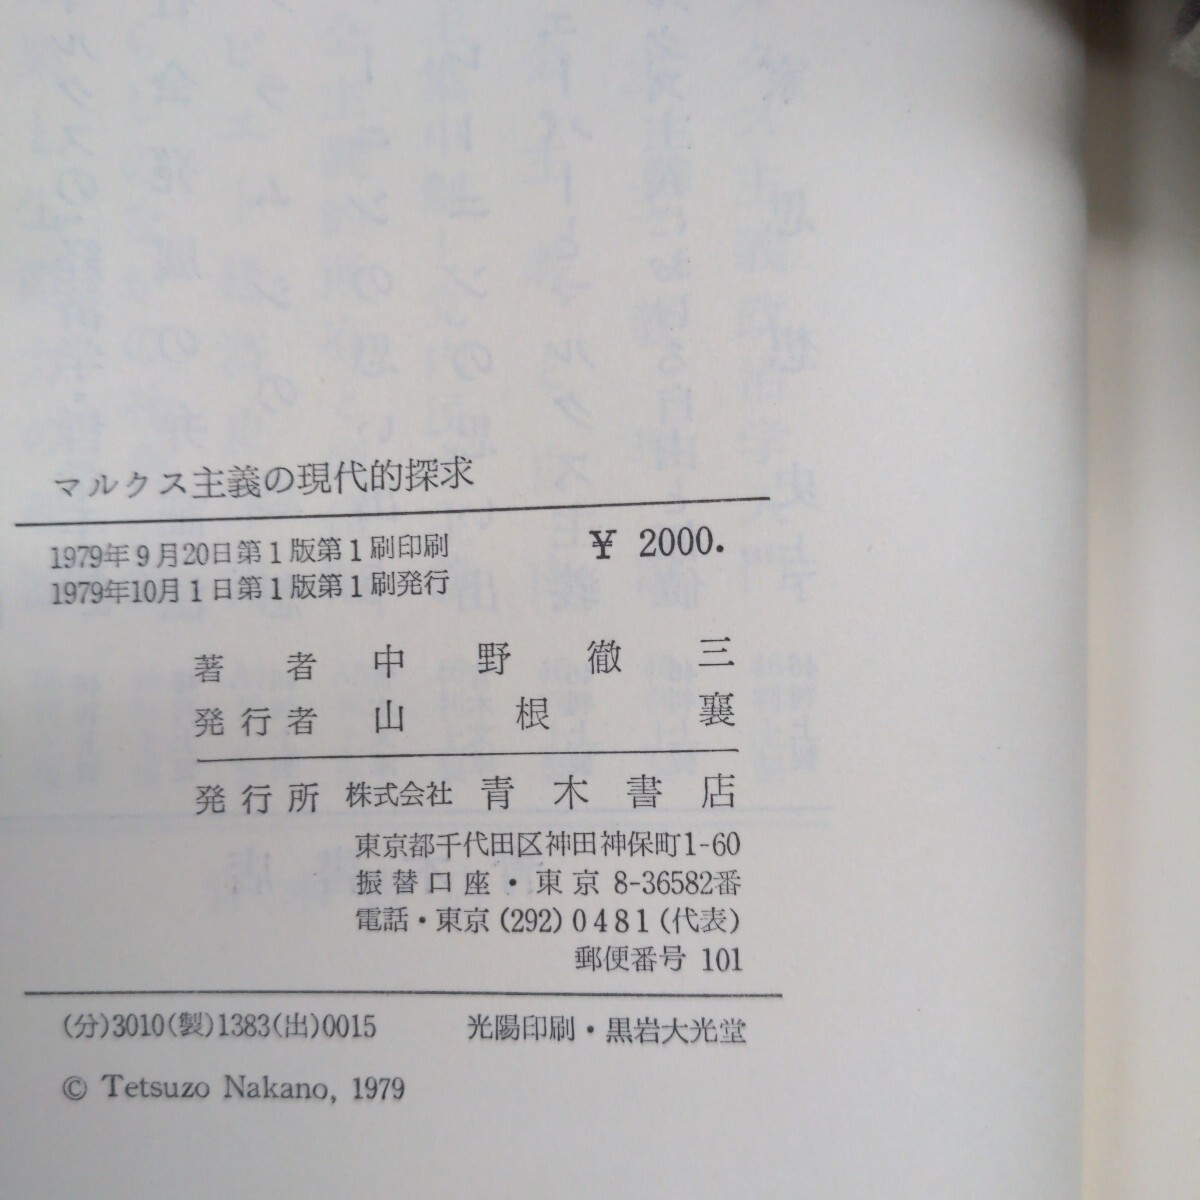 マルクス主義の現代的探求
1979年9月20日第1版第1刷印刷
1979年10月1日第1版第1刷発行
¥ 2000.
著者 中野徹三
発行者 山根襄
発行所 株式会社 青木書店
東京都千代田区神田神保町1-60
振替口座・東京 8-36582番
電話・東京 (292) 0481 (代表)
郵便番号 101
(分)3010(製)1383(出)0015 光陽印刷・黒岩大光堂
© Tetsuzo Nakano, 1979